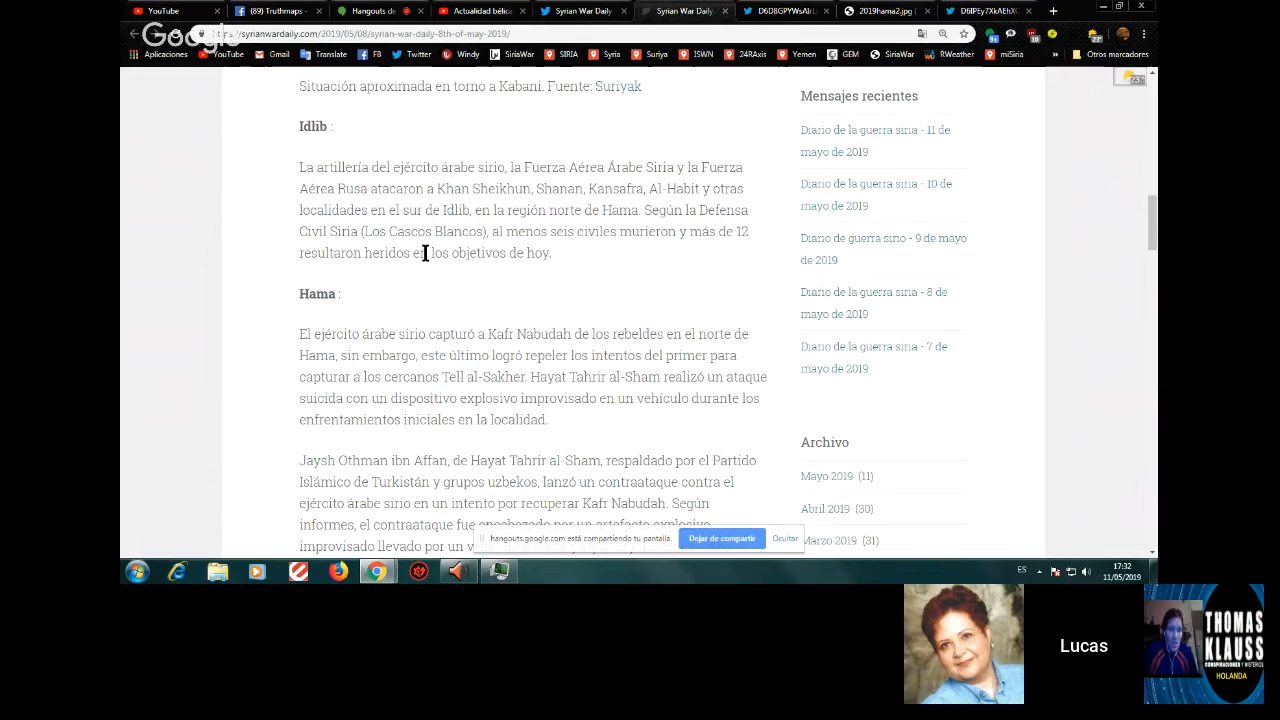 YouTube
(89) Truthmaps -
Hangouts de
Actualidad bélica
Syrian War Daily
Syrian War Daily
D6D8GPYWsAIrL
2019hama2.jpg (
D6IPEy7XkAEhXC
Google
https://syrianwardaily.com/2019/05/08/syrian-war-daily-8th-of-may-2019/
Aplicaciones YouTube Gmail Translate FB Twitter Windy SiriaWar SIRIA Syria Suriya ISWN 24RAxis Yemen GEM SiriaWar RWeather miSina » Otros marcadores
23°
Situación aproximada en torno a Kabani. Fuente: Suriyak
Idlib :
La artillería del ejército árabe sirio, la Fuerza Aérea Árabe Siria y la Fuerza
Aérea Rusa atacaron a Khan Sheikhun, Shanan, Kansafra, Al-Habit y otras
localidades en el sur de Idlib, en la región norte de Hama. Según la Defensa
Civil Siria (Los Cascos Blancos), al menos seis civiles murieron y más de 12
resultaron heridos en los objetivos de hoy.
Hama :
El ejército árabe sirio capturó a Kafr Nabudah de los rebeldes en el norte de
Hama, sin embargo, este último logró repeler los intentos del primer para
capturar a los cercanos Tell al-Sakher. Hayat Tahrir al-Sham realizó un ataque
suicida con un dispositivo explosivo improvisado en un vehículo durante los
enfrentamientos iniciales en la localidad.
Jaysh Othman ibn Affan, de Hayat Tahrir al-Sham, respaldado por el Partido
Islámico de Turkistán y grupos uzbekos, lanzó un contraataque contra el
ejército árabe sirio en un intento por recuperar Kafr Nabudah. Según
informes, el contraataque fue encabezado por un artefacto explosivo
improvisado llevado por un v
Mensajes recientes
Diario de la guerra siria - 11 de
mayo de 2019
Diario de la guerra siria - 10 de
mayo de 2019
Diario de guerra sirio - 9 de mayo
de 2019
Diario de la guerra siria - 8 de
mayo de 2019
Diario de la guerra siria - 7 de
mayo de 2019
Archivo
Mayo 2019 (11)
Abril 2019 (30)
Marzo 2019 (31)
hangouts.google.com está compartiendo tu pantalla. Dejar de compartir Ocultar
ES
17:32
11/05/2019
Lucas
THOMAS
KLAUSS
CONSPIRACIONES Y MISTERIOS
HOLANDA